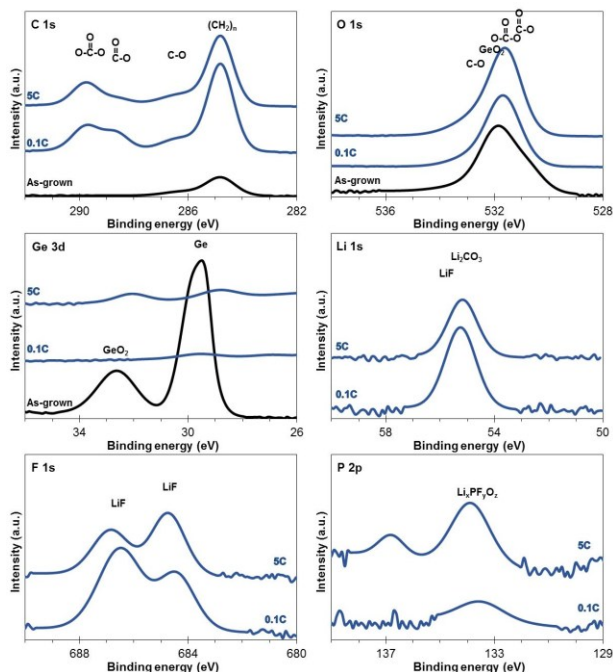 C 1s
(CH₂)ₙ
O
O-C-O
O
C-O
C-O
5C
0.1C
As-grown
290
286
282
Binding energy (eV)
Intensity (a.u.)
O 1s
O
O-C-O
O
C-O
GeO₂
C-O
5C
0.1C
As-grown
536
532
528
Binding energy (eV)
Intensity (a.u.)
Ge 3d
Ge
5C
0.1C
GeO₂
As-grown
34
30
26
Binding energy (eV)
Intensity (a.u.)
Li 1s
Li₂CO₃
LiF
5C
0.1C
58
54
50
Binding energy (eV)
Intensity (a.u.)
F 1s
LiF
LiF
5C
0.1C
688
684
680
Binding energy (eV)
Intensity (a.u.)
P 2p
LiₓPFᵧO₂
5C
0.1C
137
133
129
Binding energy (eV)
Intensity (a.u.)